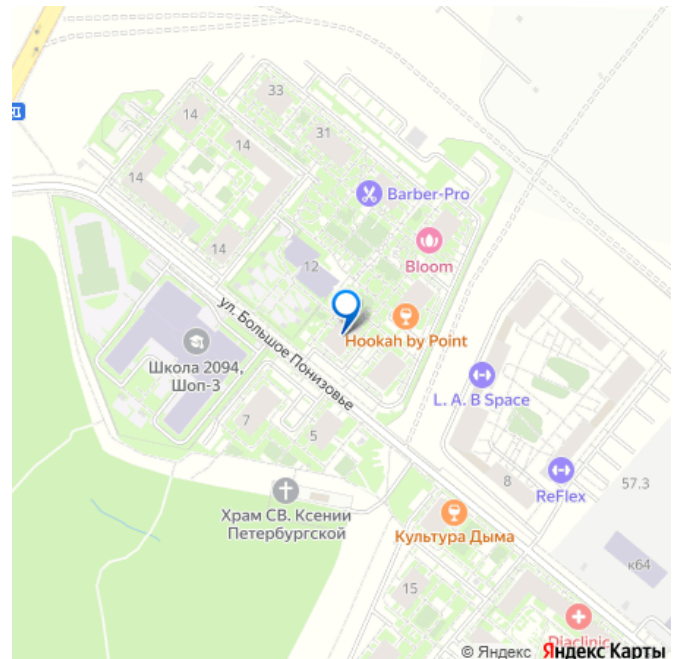 33
14
31
14
14
Barber-Pro
14
12
Bloom
ул. Большое Понизовье
Hookah by Point
Школа 2094,
Шоп-3
L. A. B Space
7
5
8
ReFlex
57.3
Храм СВ. Ксении
Петербургской
Культура Дыма
к64
15
Diaclinic
© Яндекс Яндекс Карты